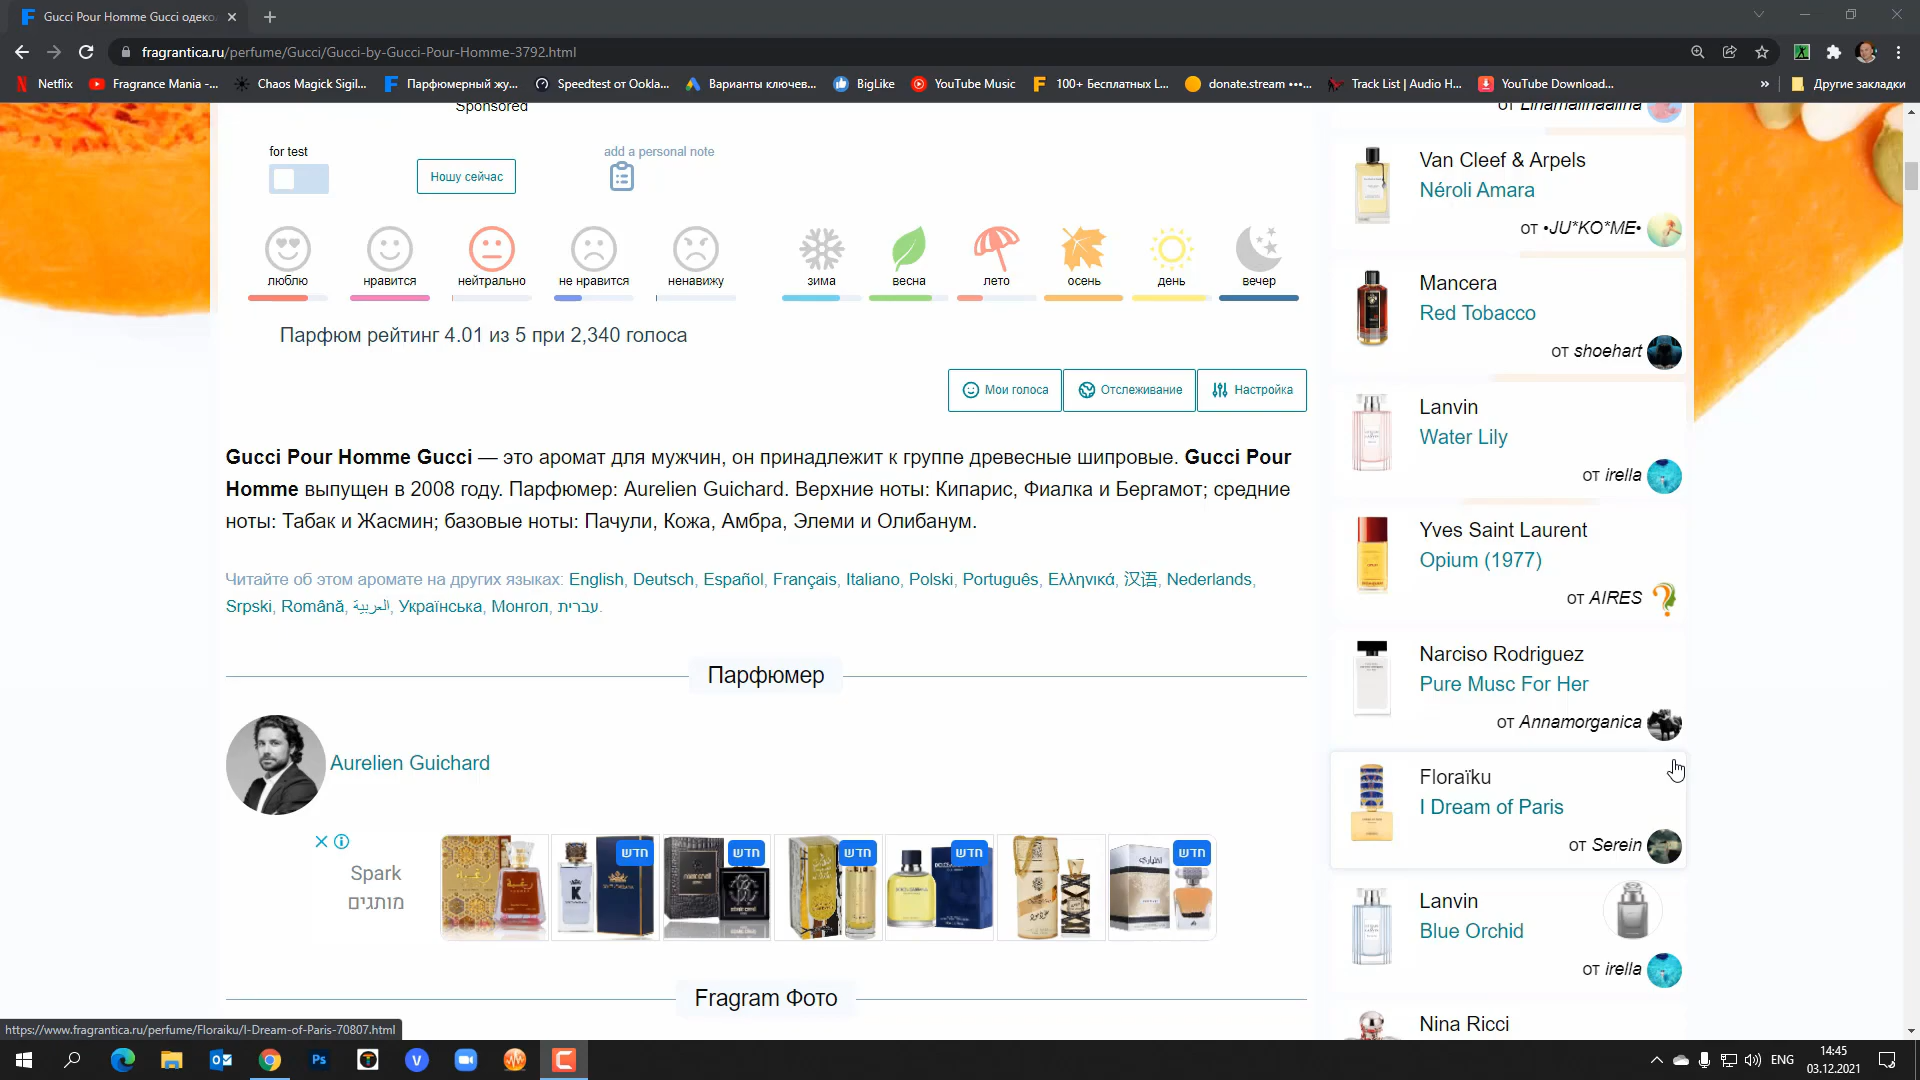 Gucci Pour Homme Gucci одеко
fragrantica.ru/perfume/Gucci/Gucci-by-Gucci-Pour-Homme-3792.html
Netflix
Fragrance Mania -...
Chaos Magick Sigil...
Парфюмерный жу...
Speedtest от Ookla...
Варианты ключев...
BigLike
YouTube Music
100+ Бесплатных L...
donate.stream ••••...
Track List | Audio H...
YouTube Download...
»
Другие закладки
Sponsored
for test
Ношу сейчас
add a personal note
люблю
нравится
нейтрально
не нравится
ненавижу
зима
весна
лето
осень
день
вечер
Парфюм рейтинг 4.01 из 5 при 2,340 голоса
Мои голоса
Отслеживание
Настройка
Gucci Pour Homme Gucci — это аромат для мужчин, он принадлежит к группе древесные шипровые. Gucci Pour
Homme выпущен в 2008 году. Парфюмер: Aurelien Guichard. Верхние ноты: Кипарис, Фиалка и Бергамот; средние
ноты: Табак и Жасмин; базовые ноты: Пачули, Кожа, Амбра, Элеми и Олибанум.
Читайте об этом аромате на других языках: English, Deutsch, Español, Français, Italiano, Polski, Português, Ελληνικά, 汉语, Nederlands,
Srpski, Română, العربية, Українська, Монгол, עברית.
Парфюмер
Aurelien Guichard
Spark
מותגים
חדש
חדש
חדש
חדש
חדש
Fragram Фото
от Linamalinaalina
Van Cleef & Arpels
Néroli Amara
от •JU*KO*ME•
Mancera
Red Tobacco
от shoehart
Lanvin
Water Lily
от irella
Yves Saint Laurent
Opium (1977)
от AIRES
Narciso Rodriguez
Pure Musc For Her
от Annamorganica
Floraïku
I Dream of Paris
от Serein
Lanvin
Blue Orchid
от irella
Nina Ricci
https://www.fragrantica.ru/perfume/Floraiku/I-Dream-of-Paris-70807.html
ENG
14:45
03.12.2021